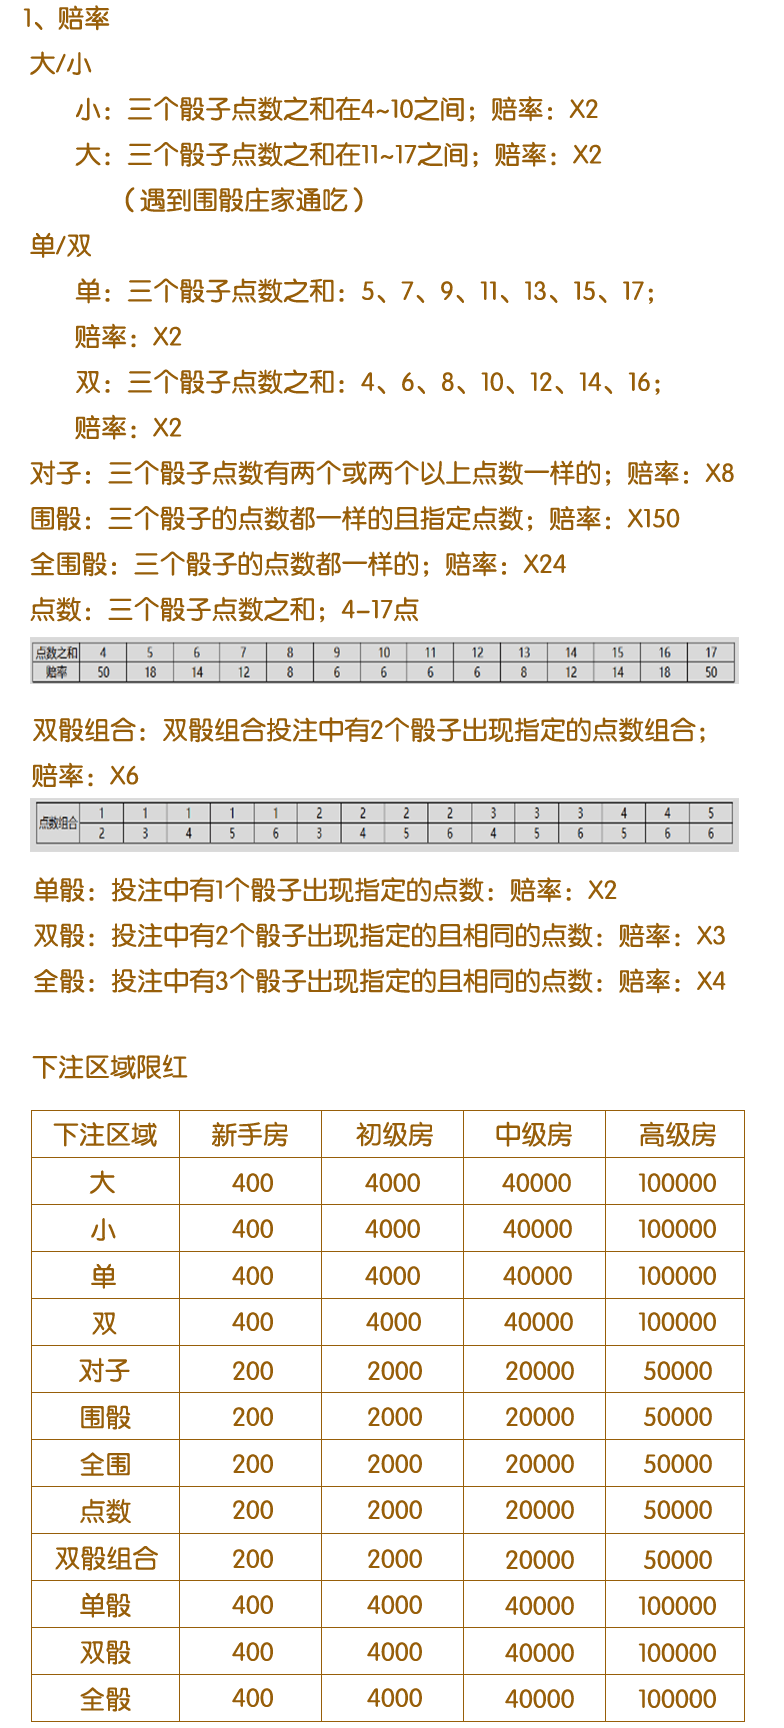 1、赔率
大/小
小：三个骰子点数之和在4~10之间；赔率：X2
大：三个骰子点数之和在11~17之间；赔率：X2
（遇到围骰庄家通吃）
单/双
单：三个骰子点数之和：5、7、9、11、13、15、17；
赔率：X2
双：三个骰子点数之和：4、6、8、10、12、14、16；
赔率：X2
对子：三个骰子点数有两个或两个以上点数一样的；赔率：X8
围骰：三个骰子的点数都一样的且指定点数；赔率：X150
全围骰：三个骰子的点数都一样的；赔率：X24
点数：三个骰子点数之和；4-17点
点数之和 4 5 6 7 8 9 10 11 12 13 14 15 16 17
赔率 50 18 14 12 8 6 6 6 6 8 12 14 18 50
双骰组合：双骰组合投注中有2个骰子出现指定的点数组合；
赔率：X6
点数组合 1 1 1 1 1 2 2 2 2 3 3 3 4 4 5
2 3 4 5 6 3 4 5 6 4 5 6 5 6 6
单骰：投注中有1个骰子出现指定的点数：赔率：X2
双骰：投注中有2个骰子出现指定的且相同的点数：赔率：X3
全骰：投注中有3个骰子出现指定的且相同的点数：赔率：X4
下注区域限红
下注区域 新手房 初级房 中级房 高级房
大 400 4000 40000 100000
小 400 4000 40000 100000
单 400 4000 40000 100000
双 400 4000 40000 100000
对子 200 2000 20000 50000
围骰 200 2000 20000 50000
全围 200 2000 20000 50000
点数 200 2000 20000 50000
双骰组合 200 2000 20000 50000
单骰 400 4000 40000 100000
双骰 400 4000 40000 100000
全骰 400 4000 40000 100000